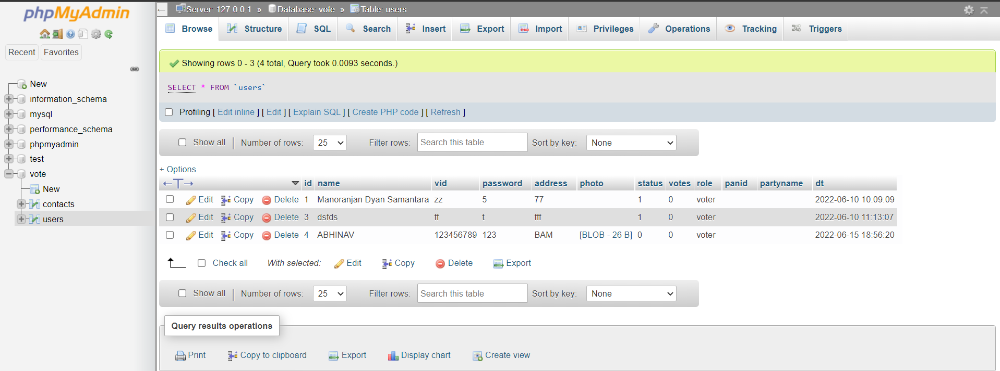 phpMyAdmin
Recent Favorites
New
information_schema
mysql
performance_schema
phpmyadmin
test
vote
New
contacts
users
Server: 127.0.0.1 » Database: vote » Table: users
Browse Structure SQL Search Insert Export Import Privileges Operations Tracking Triggers
Showing rows 0 - 3 (4 total, Query took 0.0093 seconds.)
SELECT * FROM `users`
Profiling [ Edit inline ] [ Edit ] [ Explain SQL ] [ Create PHP code ] [ Refresh ]
Show all | Number of rows: 25 Filter rows: Search this table Sort by key: None
+ Options
←T→ id name vid password address photo status votes role panid partyname dt
Edit Copy Delete 1 Manoranjan Dyan Samantara zz 5 77 1 0 voter 2022-06-10 10:09:09
Edit Copy Delete 3 dsfds ff t fff 1 0 voter 2022-06-10 11:13:07
Edit Copy Delete 4 ABHINAV 123456789 123 BAM [BLOB - 26 B] 0 0 voter 2022-06-15 18:56:20
Check all With selected: Edit Copy Delete Export
Show all | Number of rows: 25 Filter rows: Search this table Sort by key: None
Query results operations
Print Copy to clipboard Export Display chart Create view